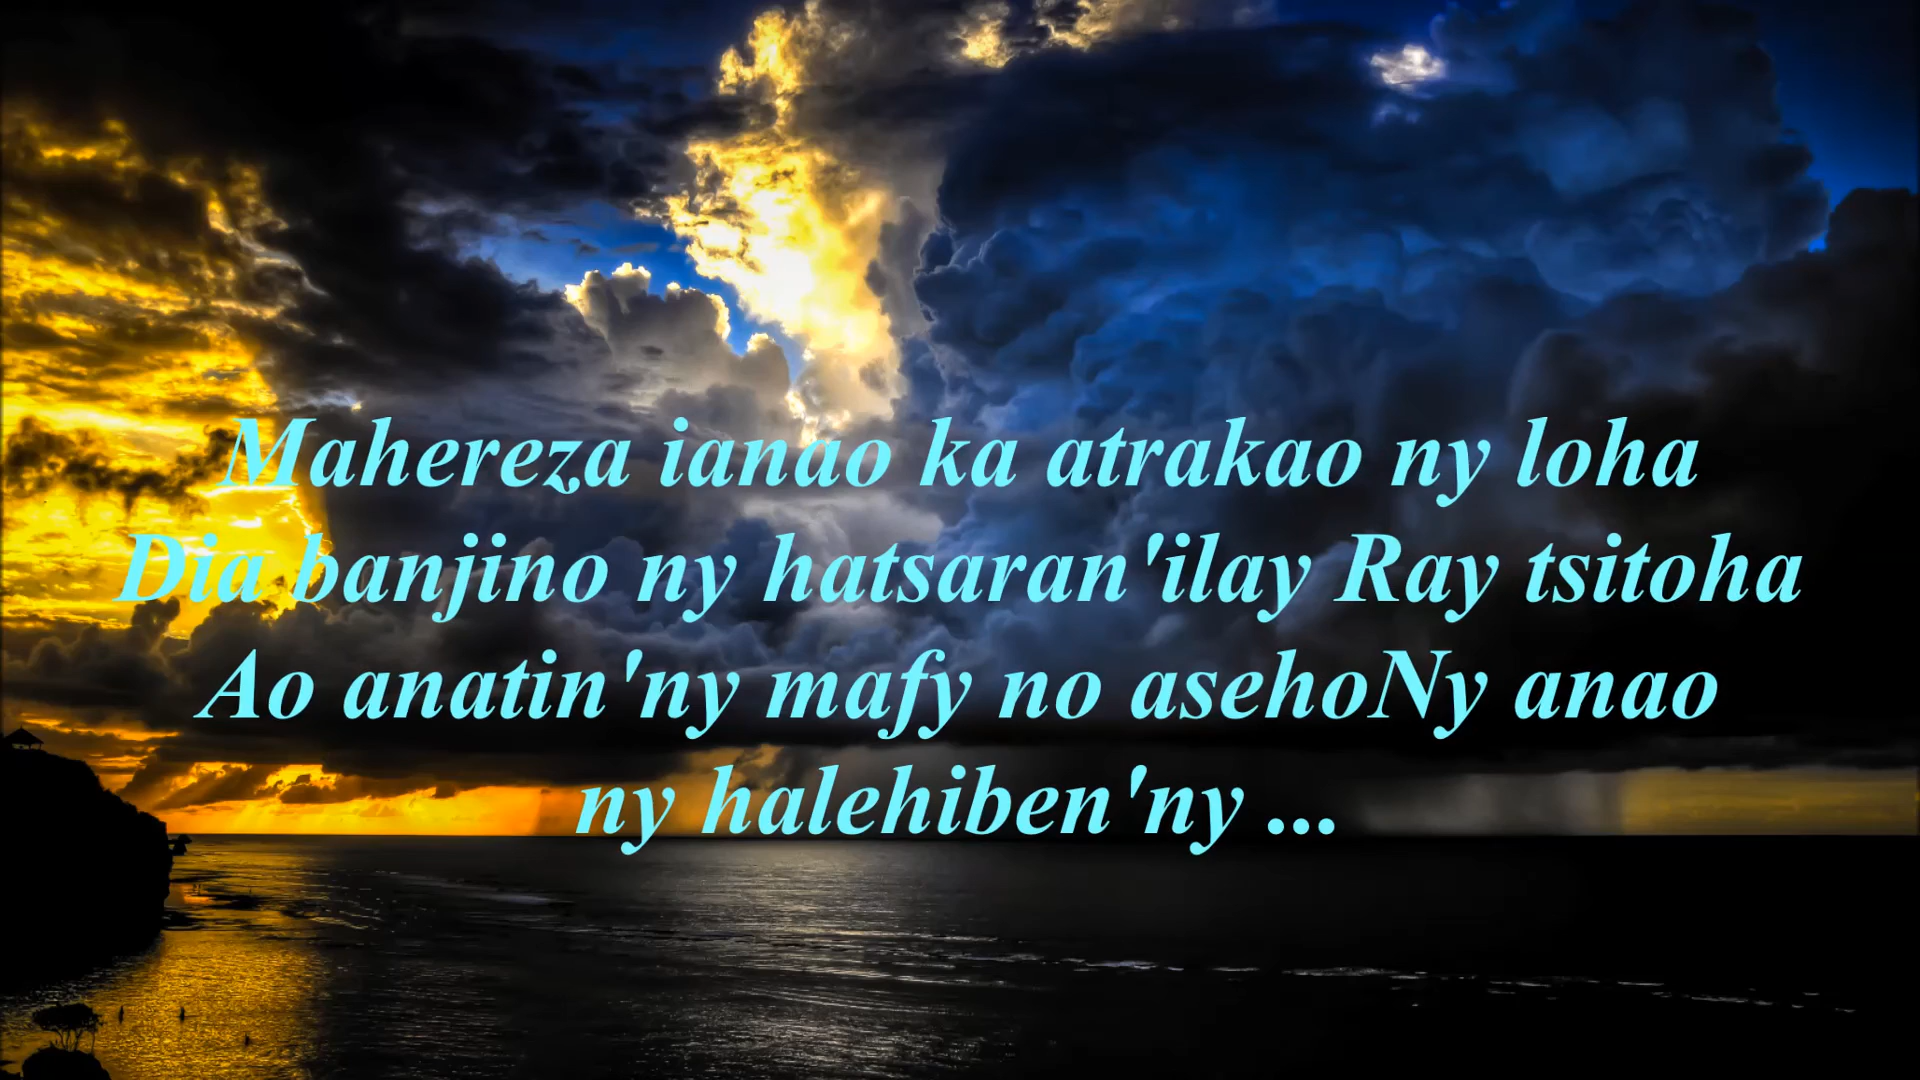 Mahereza ianao ka atrakao ny loha
Dia banjino ny hatsaran'ilay Ray tsitoha
Ao anatin'ny mafy no asehoNy anao
ny halehiben'ny ...